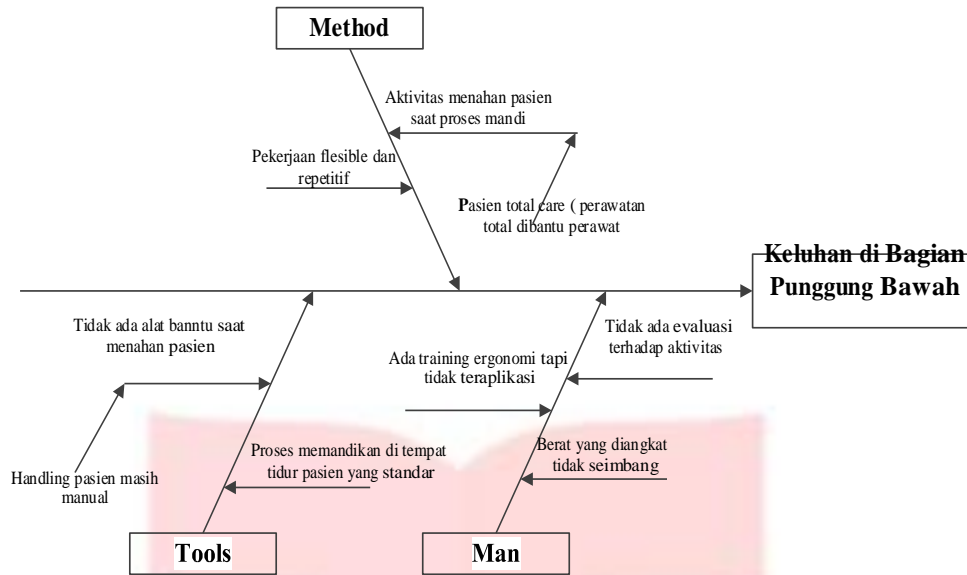 Method
Aktivitas menahan pasien
saat proses mandi
Pekerjaan flesible dan
repetitif
Pasien total care ( perawatan
total dibantu perawat
Keluhan di Bagian
Punggung Bawah
Tidak ada alat banntu saat
menahan pasien
Tidak ada evaluasi
terhadap aktivitas
Ada training ergonomi tapi
tidak teraplikasi
Proses memandikan di tempat
tidur pasien yang standar
Berat yang diangkat
tidak seimbang
Handling pasien masih
manual
Tools
Man